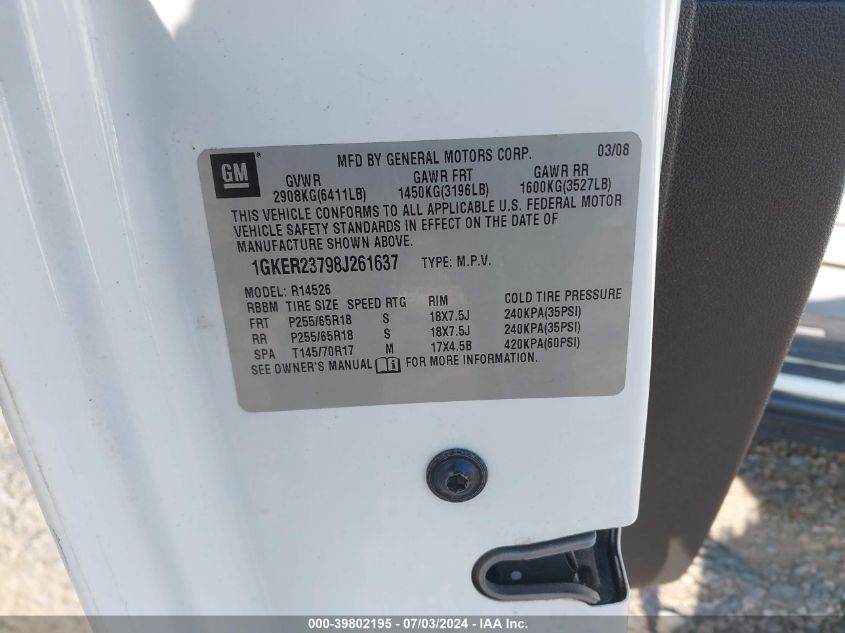 GM
MFD BY GENERAL MOTORS CORP. 03/08
GVWR GAWR FRT GAWR RR
2908KG(6411LB) 1450KG(3196LB) 1600KG(3527LB)
THIS VEHICLE CONFORMS TO ALL APPLICABLE U.S. FEDERAL MOTOR
VEHICLE SAFETY STANDARDS IN EFFECT ON THE DATE OF
MANUFACTURE SHOWN ABOVE.
1GKER23798J261637 TYPE: M.P.V.
MODEL: R14526
RBBM TIRE SIZE SPEED RTG RIM COLD TIRE PRESSURE
FRT P255/65R18 S 18X7.5J 240KPA(35PSI)
RR P255/65R18 S 18X7.5J 240KPA(35PSI)
SPA T145/70R17 M 17X4.5B 420KPA(60PSI)
SEE OWNER'S MANUAL i FOR MORE INFORMATION.
000-39802195 - 07/03/2024 - IAAI.com